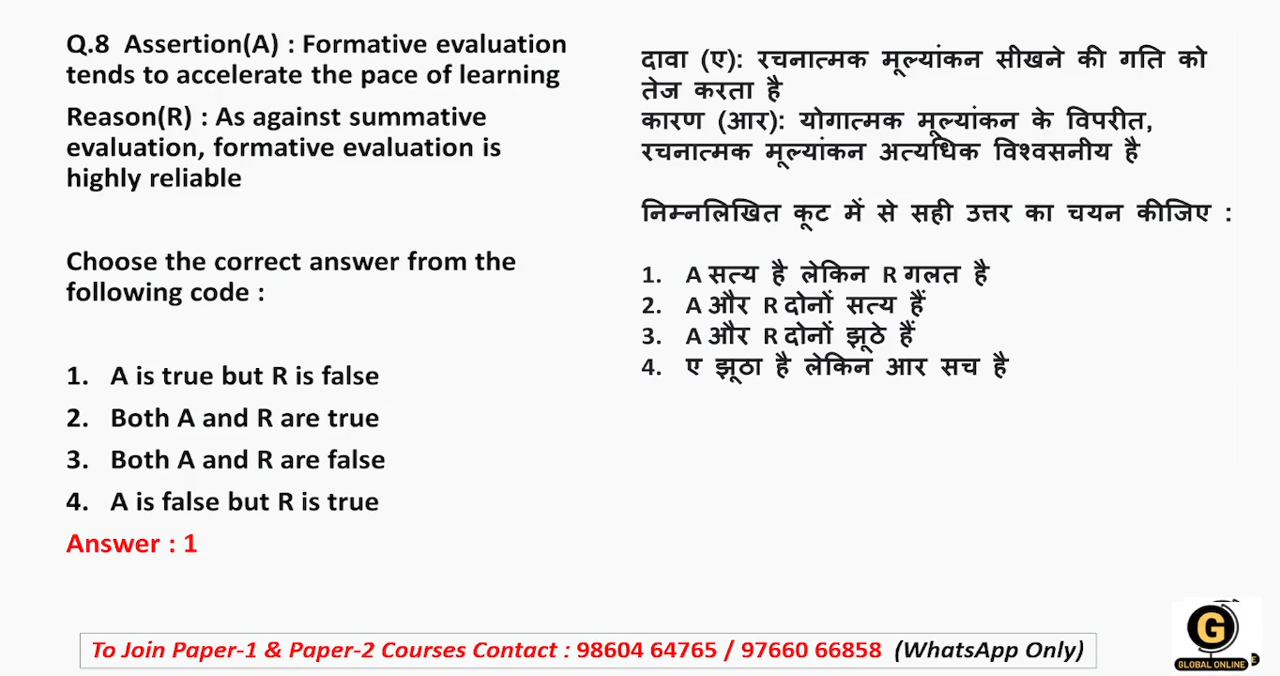 Q.8 Assertion(A) : Formative evaluation
tends to accelerate the pace of learning
Reason(R) : As against summative
evaluation, formative evaluation is
highly reliable
Choose the correct answer from the
following code :
1. A is true but R is false
2. Both A and R are true
3. Both A and R are false
4. A is false but R is true
Answer : 1
दावा (ए): रचनात्मक मूल्यांकन सीखने की गति को
तेज करता है
कारण (आर): योगात्मक मूल्यांकन के विपरीत,
रचनात्मक मूल्यांकन अत्यधिक विश्वसनीय है
निम्नलिखित कूट में से सही उत्तर का चयन कीजिए :
1. A सत्य है लेकिन R गलत है
2. A और R दोनों सत्य हैं
3. A और R दोनों झूठे हैं
4. ए झूठा है लेकिन आर सच है
To Join Paper-1 & Paper-2 Courses Contact : 98604 64765 / 97660 66858 (WhatsApp Only)
G
GLOBAL ONLINE